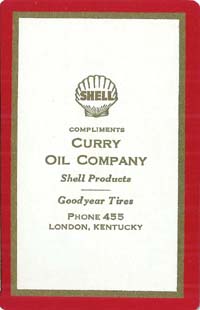 SHELL
COMPLIMENTS
CURRY
OIL COMPANY
Shell Products
Goodyear Tires
PHONE 455
LONDON, KENTUCKY